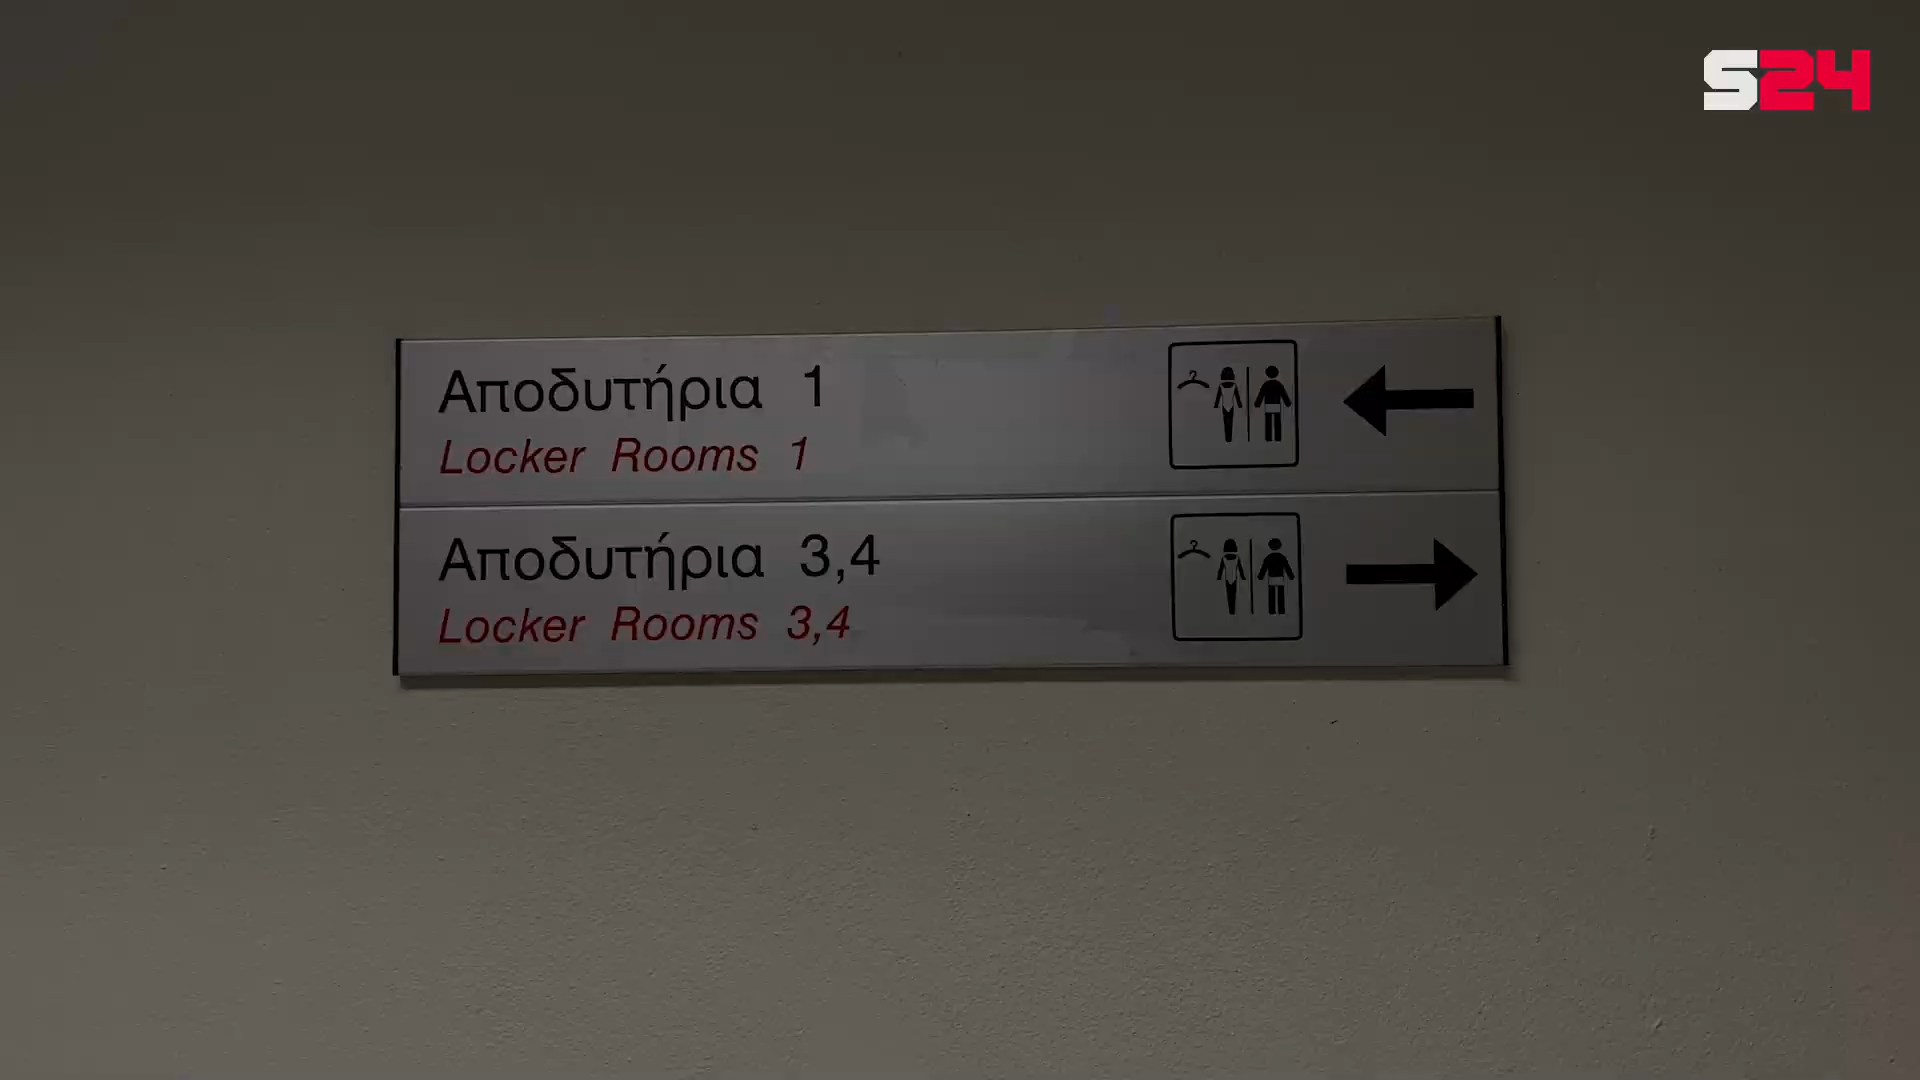 S24
Αποδυτήρια 1
Locker Rooms 1
Αποδυτήρια 3,4
Locker Rooms 3,4